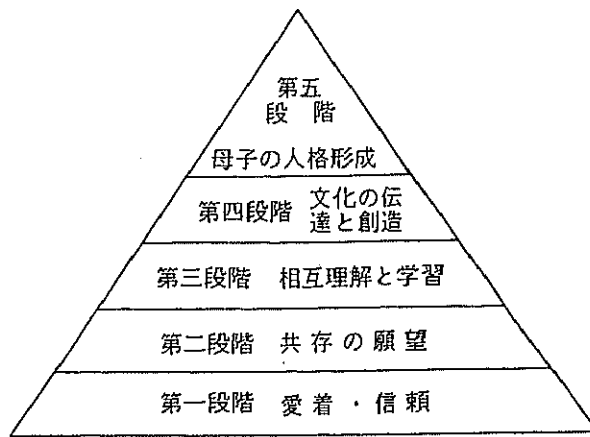 第五
段階
母子の人格形成
第四段階 文化の伝
達と創造
第三段階 相互理解と学習
第二段階 共存の願望
第一段階 愛着・信頼